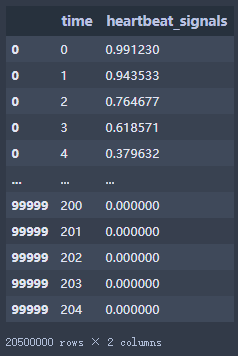 time heartbeat_signals
0 0 0.991230
0 1 0.943533
0 2 0.764677
0 3 0.618571
0 4 0.379632
... ... ...
99999 200 0.000000
99999 201 0.000000
99999 202 0.000000
99999 203 0.000000
99999 204 0.000000
20500000 rows × 2 columns